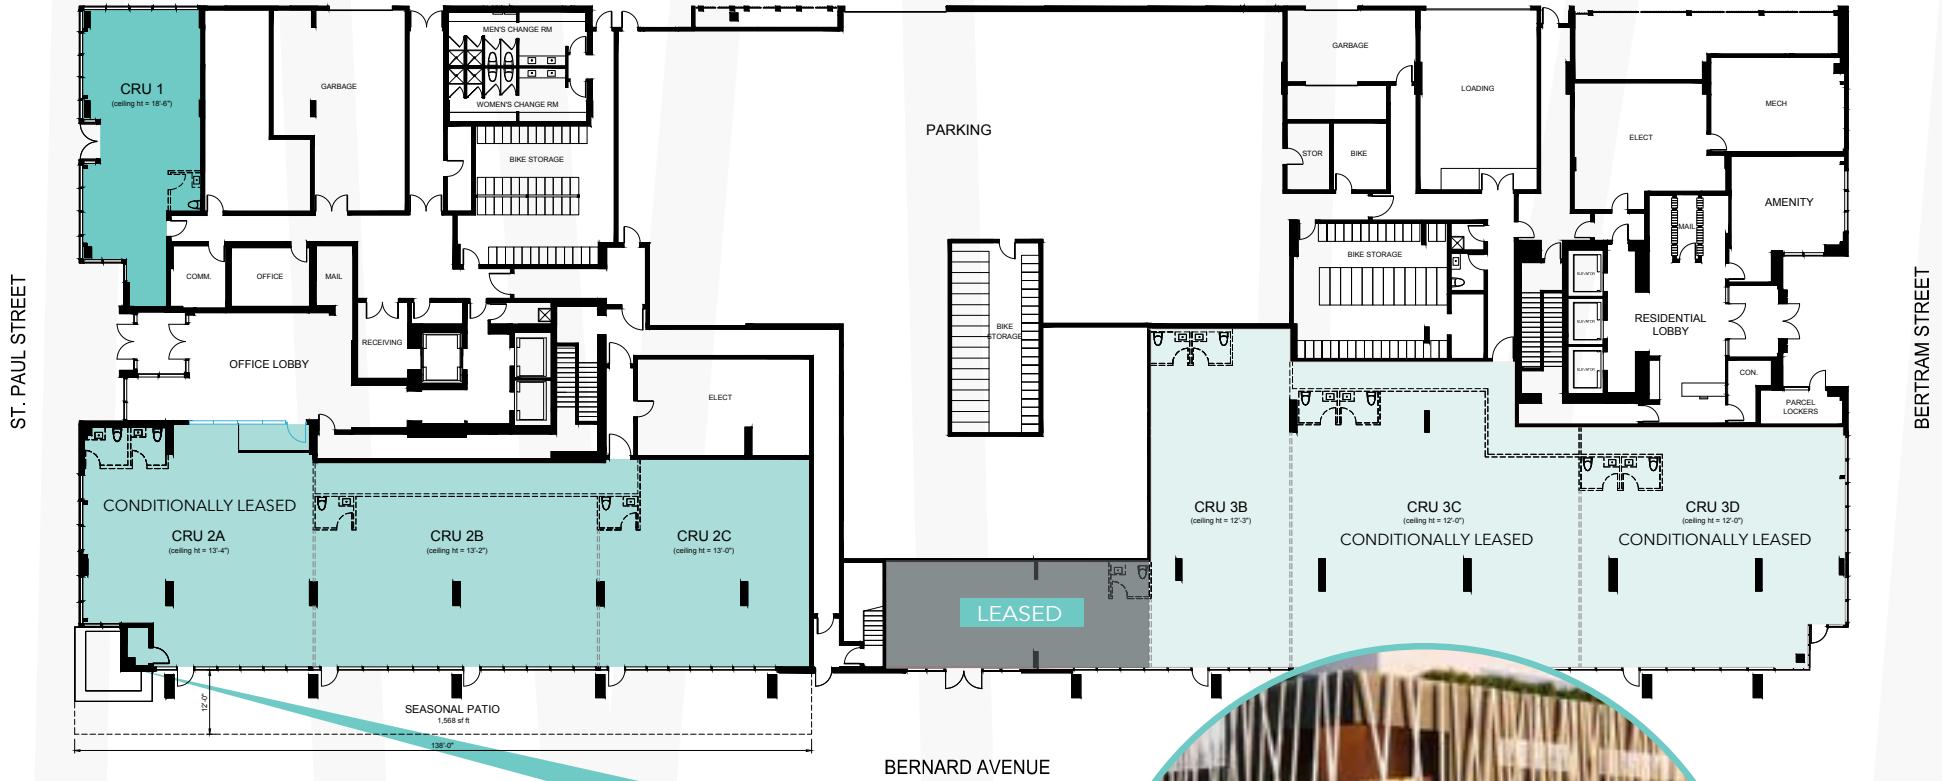 MEN'S CHANGE RM
WOMEN'S CHANGE RM
CRU 1
(ceiling ht = 18'-6")
GARBAGE
BIKE STORAGE
PARKING
GARBAGE
LOADING
STOR
BIKE
ELECT
MECH
AMENITY
MAIL
COMM.
OFFICE
MAIL
BIKE STORAGE
BIKE
STORAGE
ELEVATOR
ELEVATOR
ELEVATOR
RESIDENTIAL
LOBBY
RECEIVING
OFFICE LOBBY
ELECT
CON.
PARCEL
LOCKERS
ST. PAUL STREET
BERTRAM STREET
CONDITIONALLY LEASED
CRU 2A
(ceiling ht = 13'-4")
CRU 2B
(ceiling ht = 13'-2")
CRU 2C
(ceiling ht = 13'-0")
LEASED
CRU 3B
(ceiling ht = 12'-3")
CRU 3C
(ceiling ht = 12'-0")
CONDITIONALLY LEASED
CRU 3D
(ceiling ht = 12'-0")
CONDITIONALLY LEASED
12'-0"
SEASONAL PATIO
1,568 sf ft
138'-0"
BERNARD AVENUE